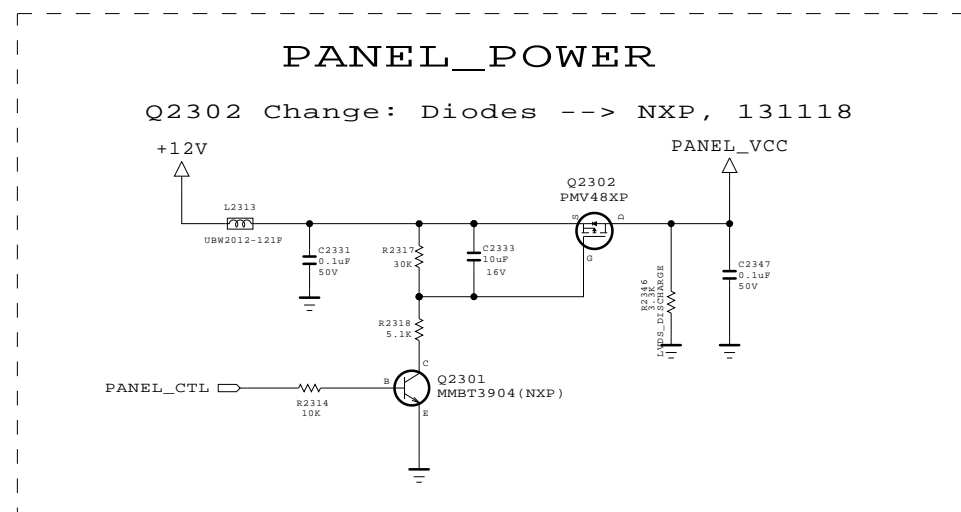 PANEL_POWER
Q2302 Change: Diodes --> NXP, 131118
+12V
PANEL_VCC
Q2302
PMV48XP
L2313
UBW2012-121F
S
D
G
C2331
0.1uF
50V
R2317
30K
C2333
10uF
16V
R2346
3.3K
LVDS_DISCHARGE
C2347
0.1uF
50V
R2318
5.1K
C
PANEL_CTL
B
Q2301
MMBT3904(NXP)
R2314
10K
E